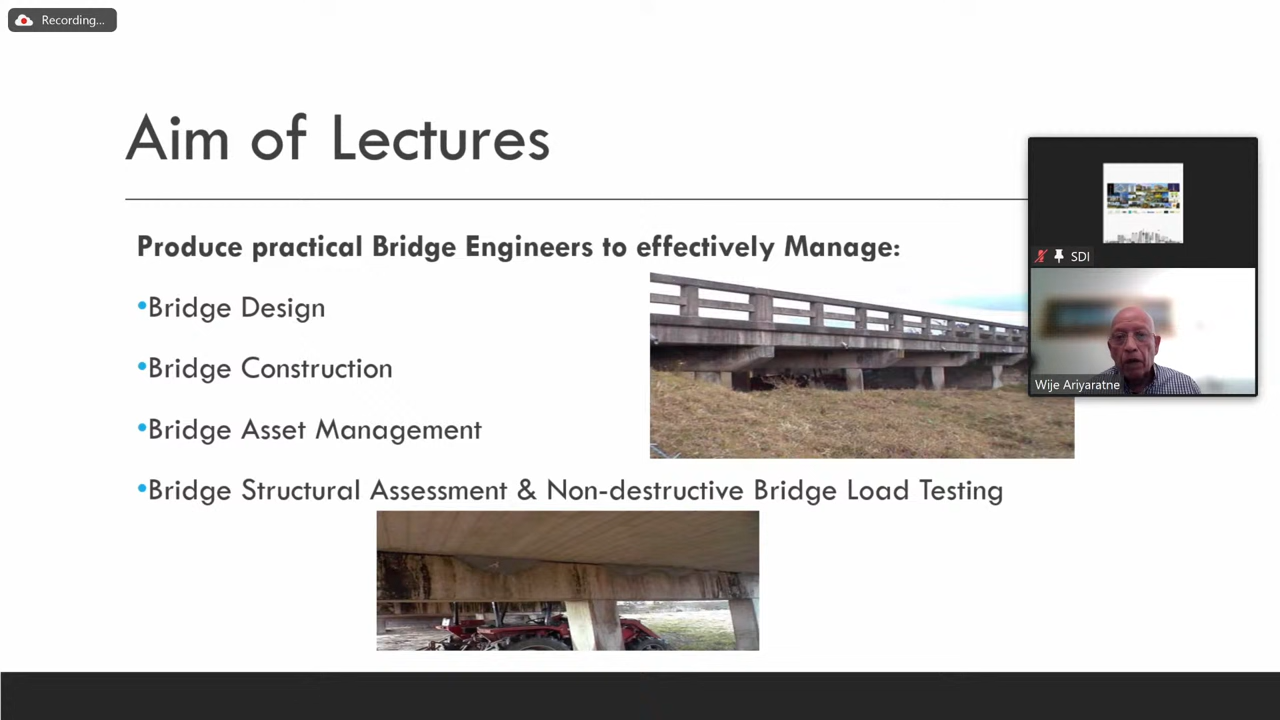 Recording...
Aim of Lectures
Produce practical Bridge Engineers to effectively Manage:
•Bridge Design
•Bridge Construction
•Bridge Asset Management
•Bridge Structural Assessment & Non-destructive Bridge Load Testing
SDI
Wije Ariyaratne